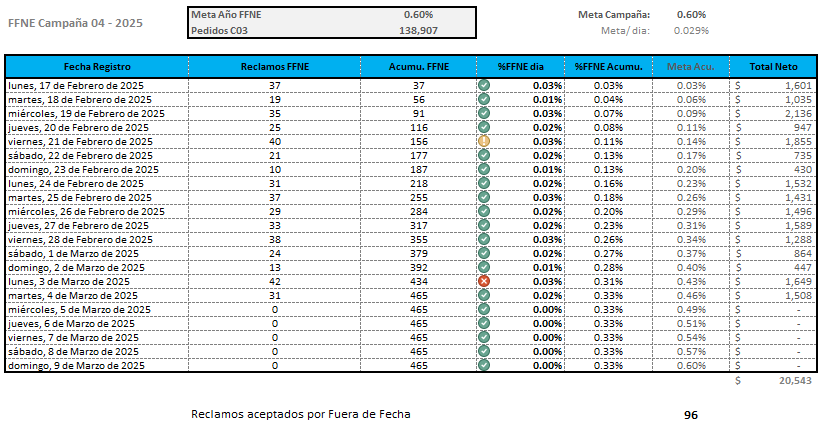 FFNE Campaña 04 - 2025
Meta Año FFNE 0.60%
Pedidos C03 138,907
Meta Campaña: 0.60%
Meta/ dia: 0.029%
Fecha Registro Reclamos FFNE Acumu. FFNE %FFNE dia %FFNE Acumu. Meta Acu. Total Neto
lunes, 17 de Febrero de 2025 37 37 0.03% 0.03% 0.03% $ 1,601
martes, 18 de Febrero de 2025 19 56 0.01% 0.04% 0.06% $ 1,035
miércoles, 19 de Febrero de 2025 35 91 0.03% 0.07% 0.09% $ 2,136
jueves, 20 de Febrero de 2025 25 116 0.02% 0.08% 0.11% $ 947
viernes, 21 de Febrero de 2025 40 156 0.03% 0.11% 0.14% $ 1,855
sábado, 22 de Febrero de 2025 21 177 0.02% 0.13% 0.17% $ 735
domingo, 23 de Febrero de 2025 10 187 0.01% 0.13% 0.20% $ 430
lunes, 24 de Febrero de 2025 31 218 0.02% 0.16% 0.23% $ 1,532
martes, 25 de Febrero de 2025 37 255 0.03% 0.18% 0.26% $ 1,431
miércoles, 26 de Febrero de 2025 29 284 0.02% 0.20% 0.29% $ 1,496
jueves, 27 de Febrero de 2025 33 317 0.02% 0.23% 0.31% $ 1,589
viernes, 28 de Febrero de 2025 38 355 0.03% 0.26% 0.34% $ 1,288
sábado, 1 de Marzo de 2025 24 379 0.02% 0.27% 0.37% $ 864
domingo, 2 de Marzo de 2025 13 392 0.01% 0.28% 0.40% $ 447
lunes, 3 de Marzo de 2025 42 434 0.03% 0.31% 0.43% $ 1,649
martes, 4 de Marzo de 2025 31 465 0.02% 0.33% 0.46% $ 1,508
miércoles, 5 de Marzo de 2025 0 465 0.00% 0.33% 0.49% $ -
jueves, 6 de Marzo de 2025 0 465 0.00% 0.33% 0.51% $ -
viernes, 7 de Marzo de 2025 0 465 0.00% 0.33% 0.54% $ -
sábado, 8 de Marzo de 2025 0 465 0.00% 0.33% 0.57% $ -
domingo, 9 de Marzo de 2025 0 465 0.00% 0.33% 0.60% $ -
$ 20,543
Reclamos aceptados por Fuera de Fecha 96